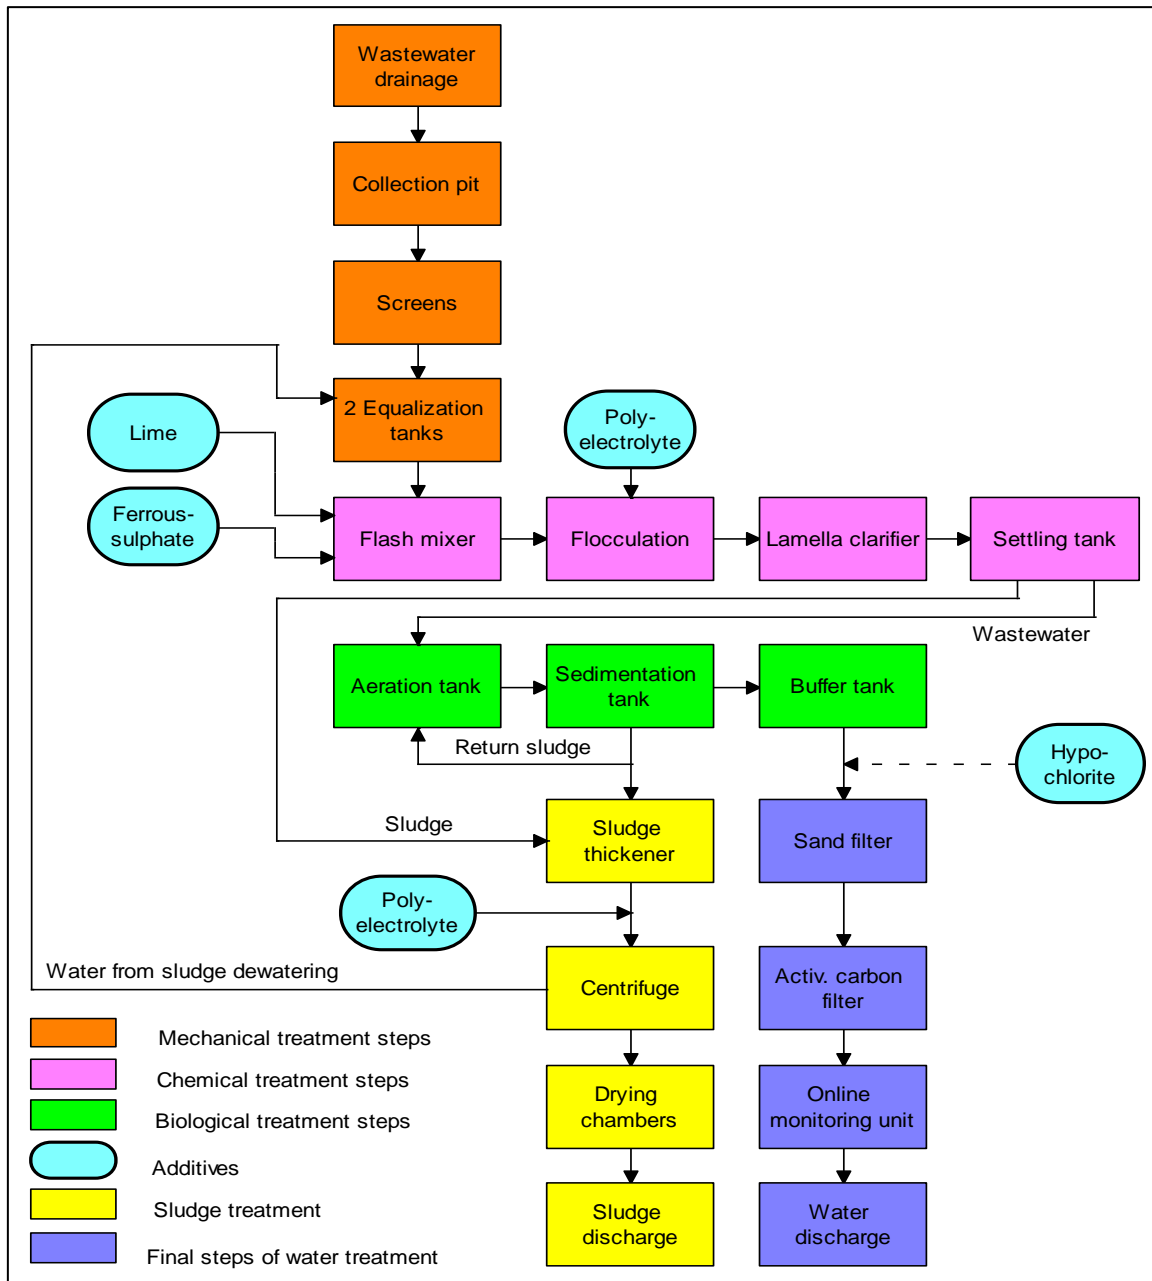 Wastewater
drainage
Collection pit
Screens
2 Equalization
tanks
Lime
Poly-
electrolyte
Ferrous-
sulphate
Flash mixer
Flocculation
Lamella clarifier
Settling tank
Wastewater
Aeration tank
Sedimentation
tank
Buffer tank
Return sludge
Hypo-
chlorite
Sludge
Sludge
thickener
Sand filter
Poly-
electrolyte
Water from sludge dewatering
Centrifuge
Activ. carbon
filter
Mechanical treatment steps
Chemical treatment steps
Biological treatment steps
Additives
Sludge treatment
Final steps of water treatment
Drying
chambers
Online
monitoring unit
Sludge
discharge
Water
discharge